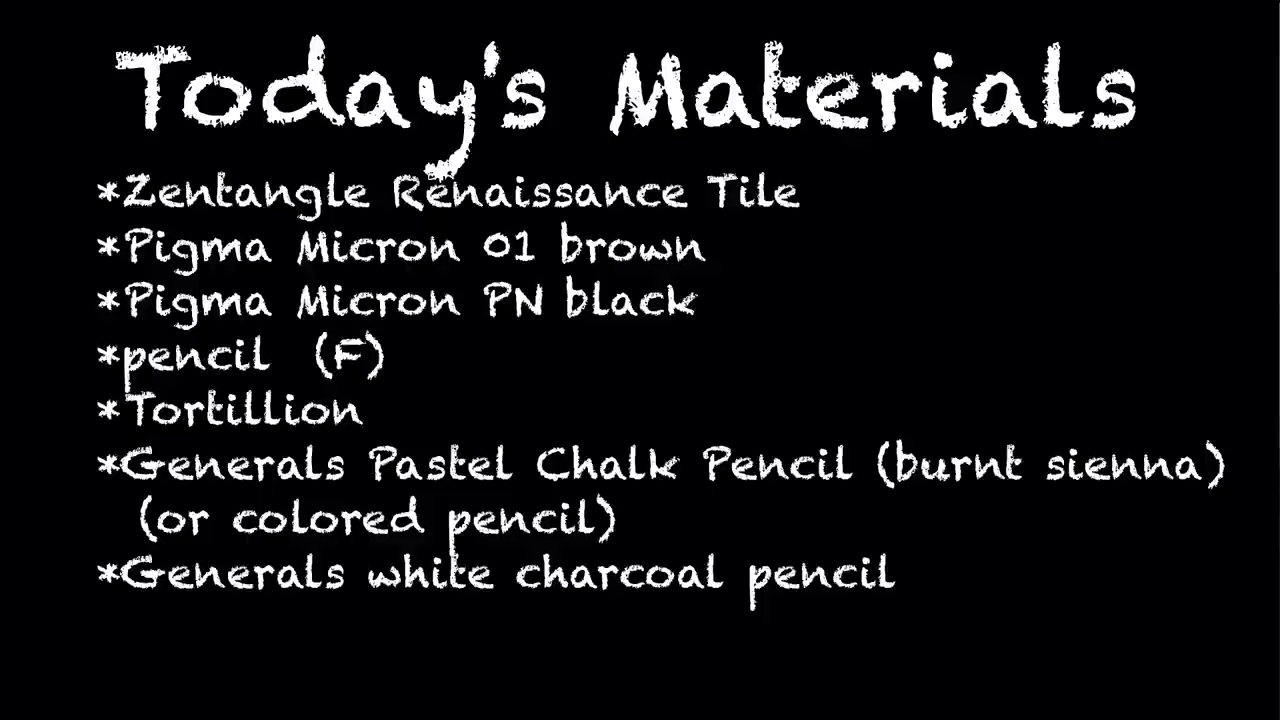 Today's Materials
*Zentangle Renaissance Tile
*Pigma Micron 01 brown
*Pigma Micron PN black
*pencil (F)
*Tortillion
*Generals Pastel Chalk Pencil (burnt sienna)
(or colored pencil)
*Generals white charcoal pencil